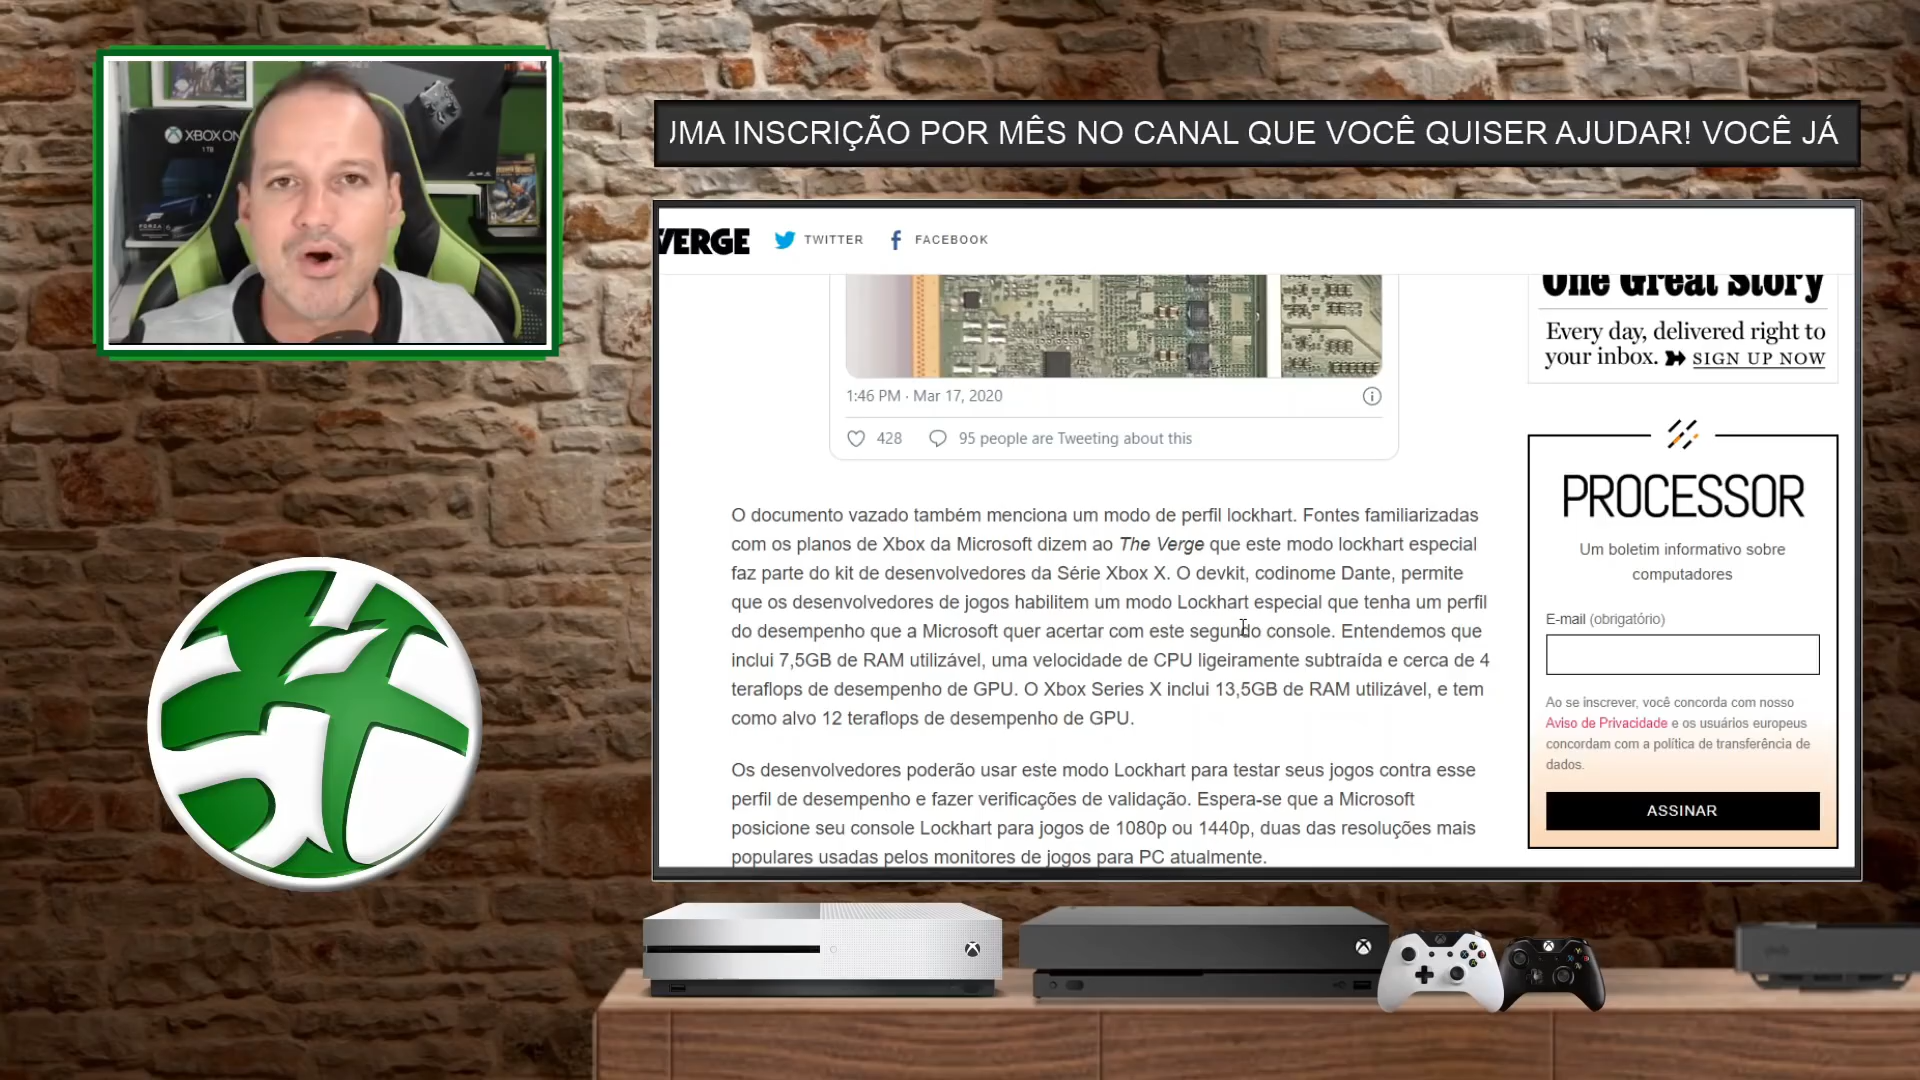 XBOX ON
1TB
FORZA
UMA INSCRIÇÃO POR MÊS NO CANAL QUE VOCÊ QUISER AJUDAR! VOCÊ JÁ
VERGE TWITTER FACEBOOK
1:46 PM · Mar 17, 2020
428 95 people are Tweeting about this
O documento vazado também menciona um modo de perfil lockhart. Fontes familiarizadas
com os planos de Xbox da Microsoft dizem ao The Verge que este modo lockhart especial
faz parte do kit de desenvolvedores da Série Xbox X. O devkit, codinome Dante, permite
que os desenvolvedores de jogos habilitem um modo Lockhart especial que tenha um perfil
do desempenho que a Microsoft quer acertar com este segundo console. Entendemos que
inclui 7,5GB de RAM utilizável, uma velocidade de CPU ligeiramente subtraída e cerca de 4
teraflops de desempenho de GPU. O Xbox Series X inclui 13,5GB de RAM utilizável, e tem
como alvo 12 teraflops de desempenho de GPU.
Os desenvolvedores poderão usar este modo Lockhart para testar seus jogos contra esse
perfil de desempenho e fazer verificações de validação. Espera-se que a Microsoft
posicione seu console Lockhart para jogos de 1080p ou 1440p, duas das resoluções mais
populares usadas pelos monitores de jogos para PC atualmente.
One Great Story
Every day, delivered right to
your inbox. SIGN UP NOW
PROCESSOR
Um boletim informativo sobre
computadores
E-mail (obrigatório)
Ao se inscrever, você concorda com nosso
Aviso de Privacidade e os usuários europeus
concordam com a política de transferência de
dados.
ASSINAR